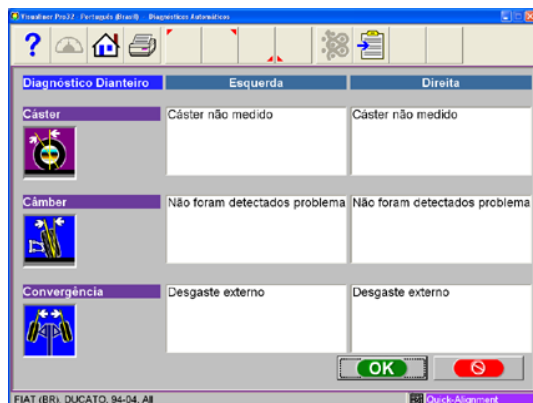 Visualiner Pro32 Português (Brasil) Diagnósticos Automáticos
?
Diagnóstico Dianteiro Esquerda Direita
Cáster Cáster não medido Cáster não medido
Câmber Não foram detectados problema Não foram detectados problema
Convergência Desgaste externo Desgaste externo
OK
FIAT (BR), DUCATO, 94-04, All Quick-Alignment